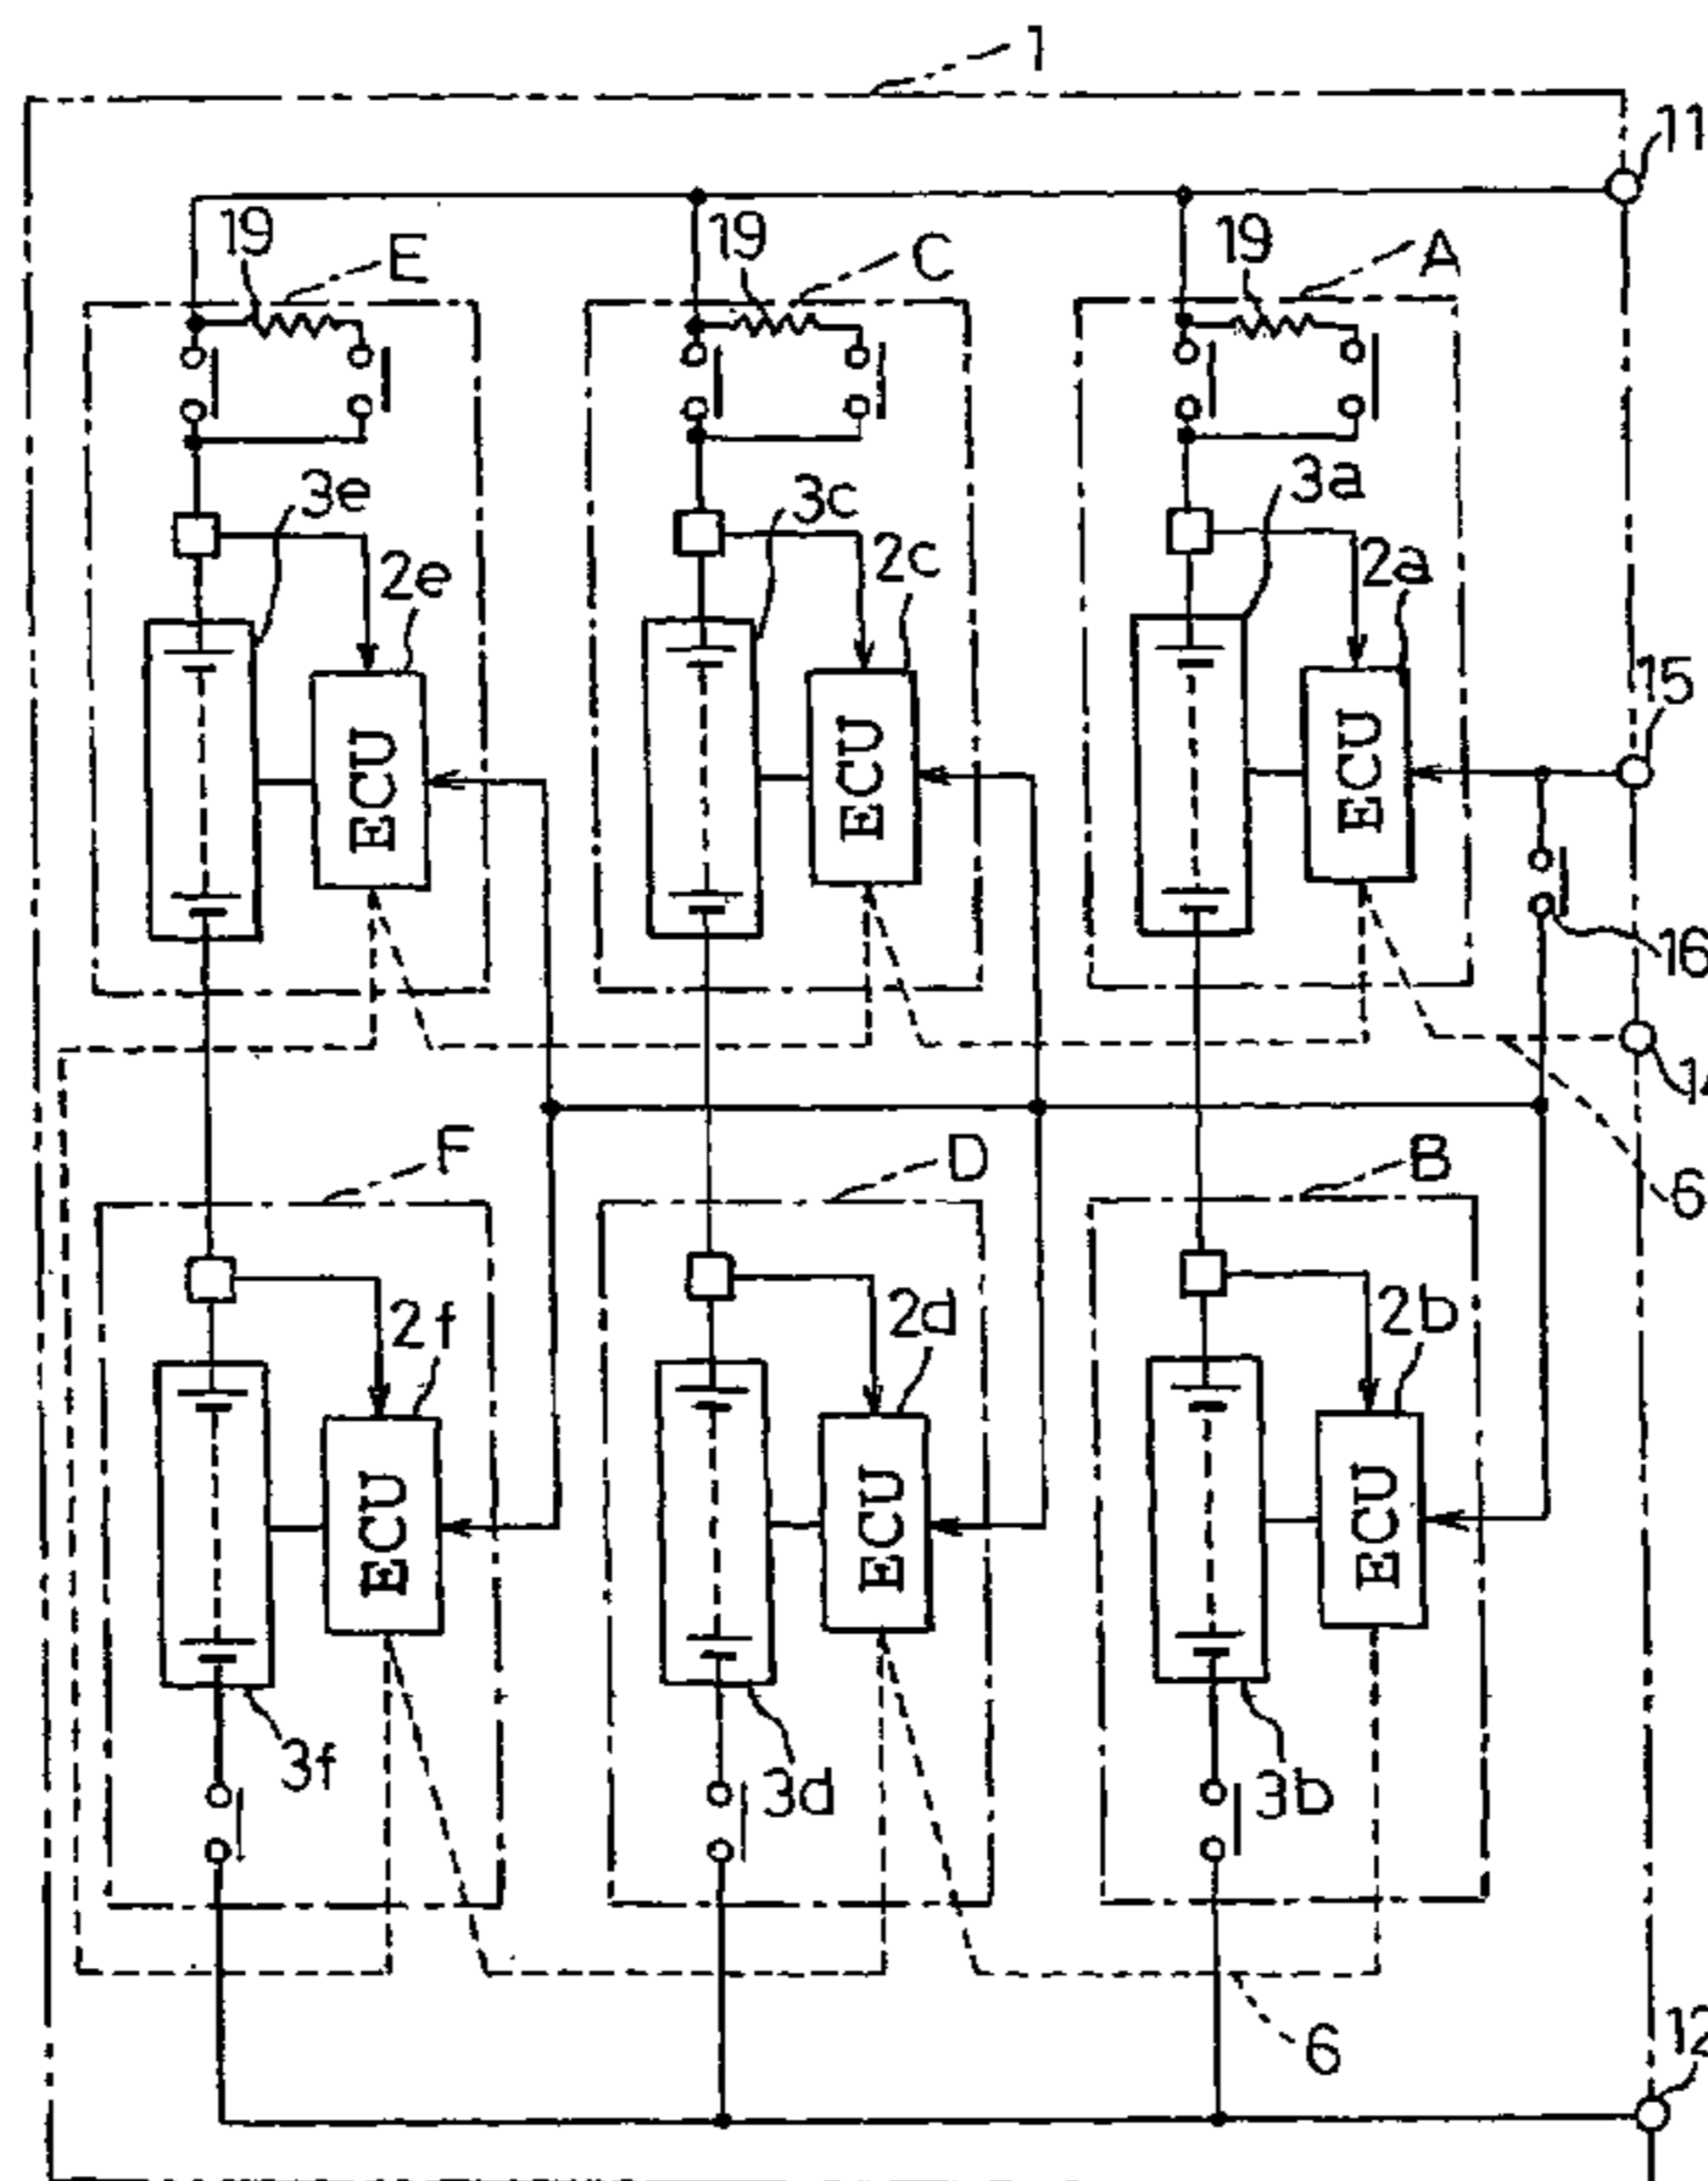 1
11
19 E 19 C 19 A
3e 3c 3a
2e 2c 2a
15
ECU ECU ECU
16
F D B
6
2f 2d 2b
ECU ECU ECU
3f 3d 3b
6
12